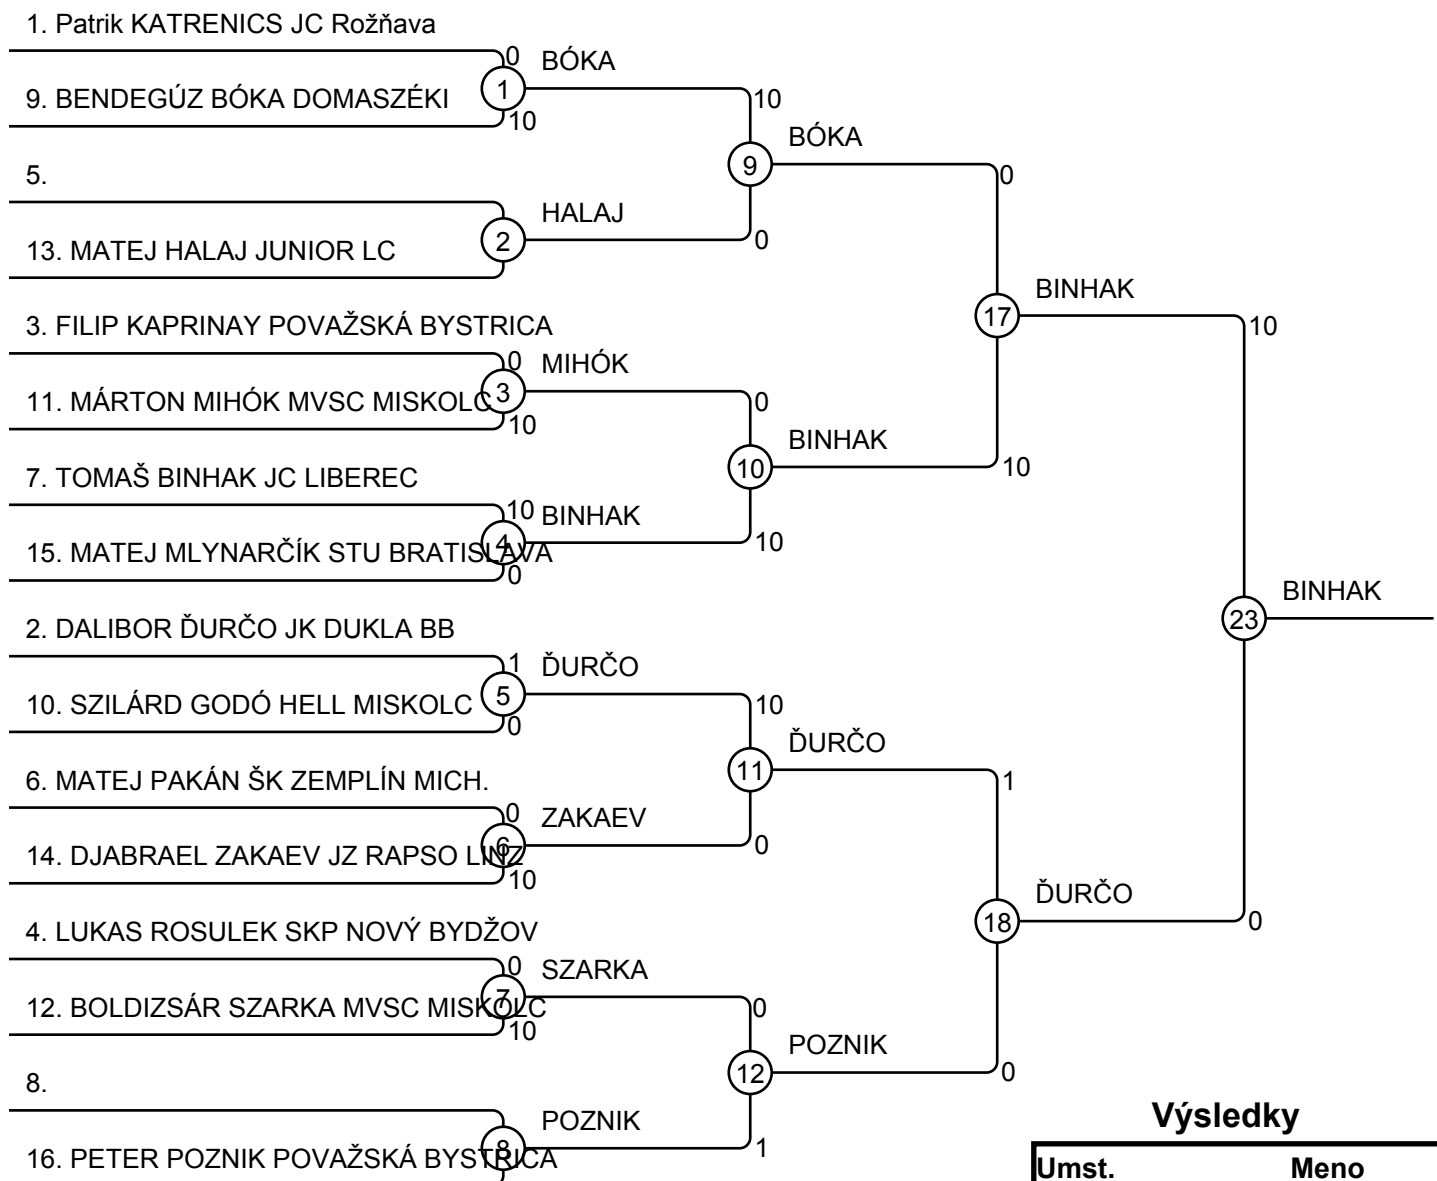 1. Patrik KATRENICS JC Rožňava
0
BÓKA
1
9. BENDEGÚZ BÓKA DOMASZÉKI
10
10
BÓKA
9
5.
0
HALAJ
2
13. MATEJ HALAJ JUNIOR LC
0
BINHAK
17
3. FILIP KAPRINAY POVAŽSKÁ BYSTRICA
10
0
MIHÓK
3
11. MÁRTON MIHÓK MVSC MISKOLC
0
10
BINHAK
10
10
7. TOMAŠ BINHAK JC LIBEREC
10
BINHAK
4
10
15. MATEJ MLYNARČÍK STU BRATISLAVA
0
BINHAK
23
2. DALIBOR ĎURČO JK DUKLA BB
1
ĎURČO
5
10. SZILÁRD GODÓ HELL MISKOLC
10
0
ĎURČO
11
6. MATEJ PAKÁN ŠK ZEMPLÍN MICH.
1
0
ZAKAEV
6
0
14. DJABRAEL ZAKAEV JZ RAPSO LINZ
10
ĎURČO
18
0
4. LUKAS ROSULEK SKP NOVÝ BYDŽOV
0
SZARKA
7
12. BOLDIZSÁR SZARKA MVSC MISKOLC
0
10
POZNIK
12
0
8.
Výsledky
POZNIK
8
1
16. PETER POZNIK POVAŽSKÁ BYSTRICA
Umst. Meno